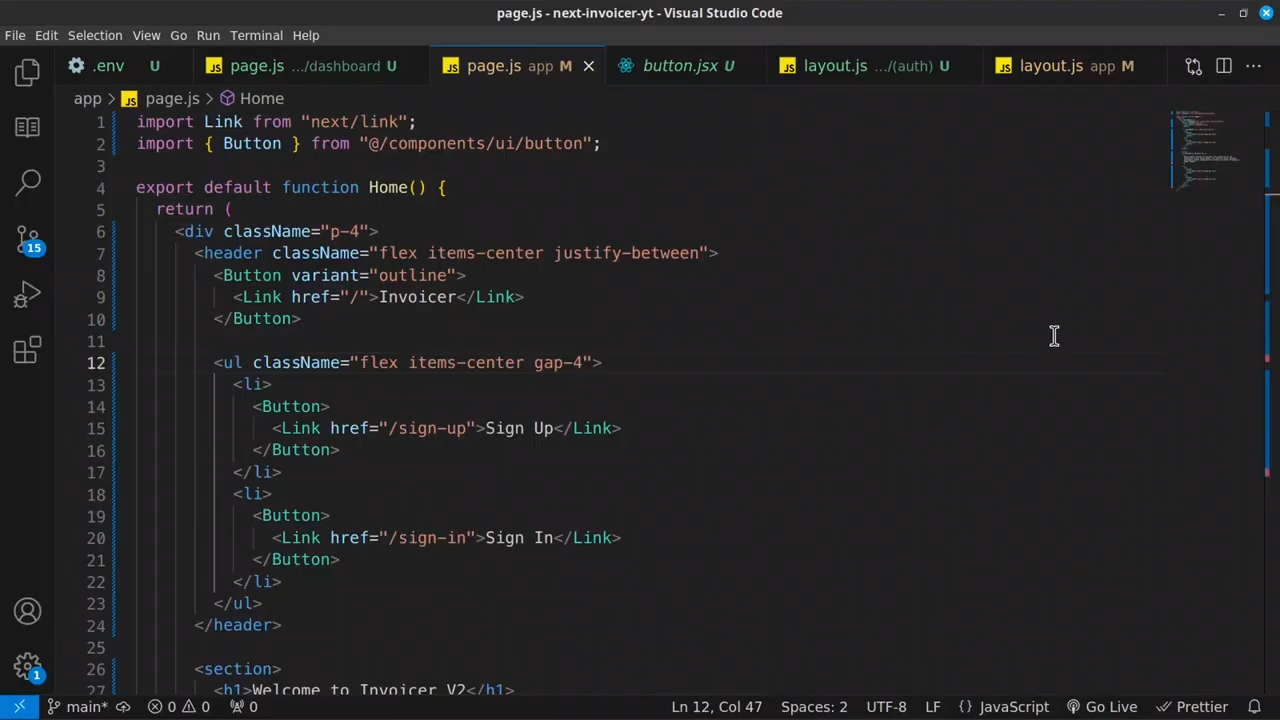 page.js - next-invoicer-yt - Visual Studio Code
File Edit Selection View Go Run Terminal Help
.env U page.js .../dashboard U page.js app M button.jsx U layout.js .../(auth) U layout.js app M
app > page.js > Home
1 import Link from "next/link";
2 import { Button } from "@/components/ui/button";
3
4 export default function Home() {
5 return (
6 <div className="p-4">
7 <header className="flex items-center justify-between">
8 <Button variant="outline">
9 <Link href="/">Invoicer</Link>
10 </Button>
11
12 <ul className="flex items-center gap-4">
13 <li>
14 <Button>
15 <Link href="/sign-up">Sign Up</Link>
16 </Button>
17 </li>
18 <li>
19 <Button>
20 <Link href="/sign-in">Sign In</Link>
21 </Button>
22 </li>
23 </ul>
24 </header>
25
26 <section>
27 <h1>Welcome to Invoicer V2</h1>
15
1
main* 0 0 0 Ln 12, Col 47 Spaces: 2 UTF-8 LF {} JavaScript Go Live Prettier